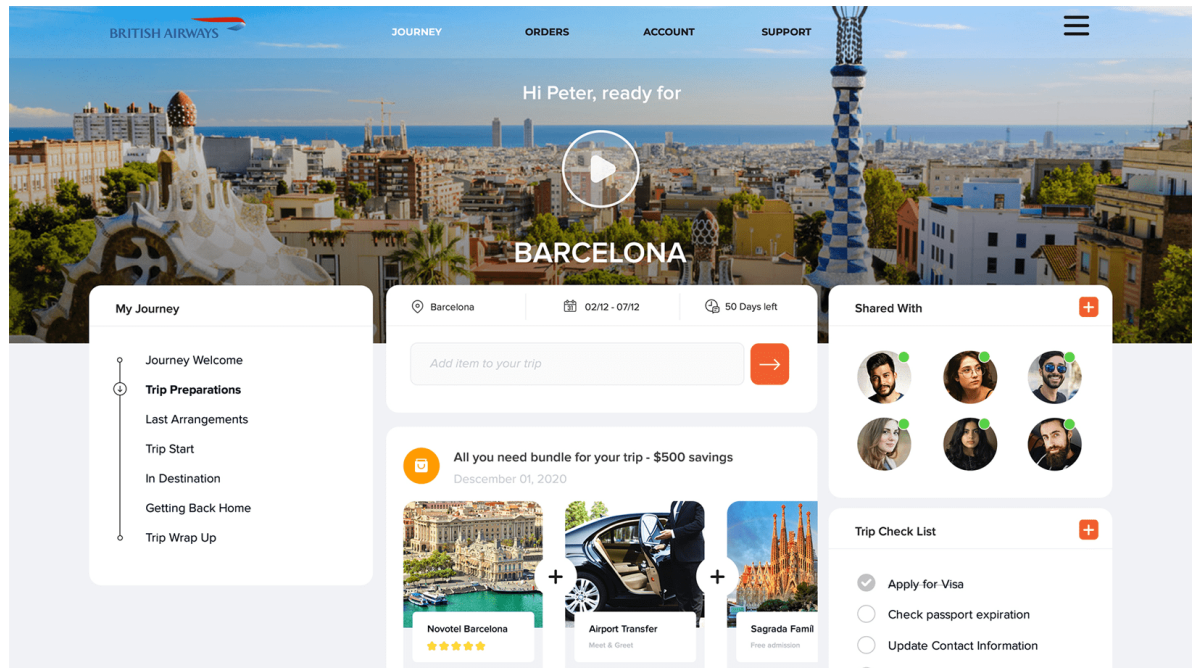 BRITISH AIRWAYS
JOURNEY
ORDERS
ACCOUNT
SUPPORT
Hi Peter, ready for
BARCELONA
My Journey
Journey Welcome
Trip Preparations
Last Arrangements
Trip Start
In Destination
Getting Back Home
Trip Wrap Up
Barcelona
31
02/12 - 07/12
50 Days left
Add item to your trip
All you need bundle for your trip - $500 savings
Descember 01, 2020
Novotel Barcelona
Airport Transfer
Meet & Greet
Sagrada Famíl
Free admission
Shared With
Trip Check List
Apply for Visa
Check passport expiration
Update Contact Information